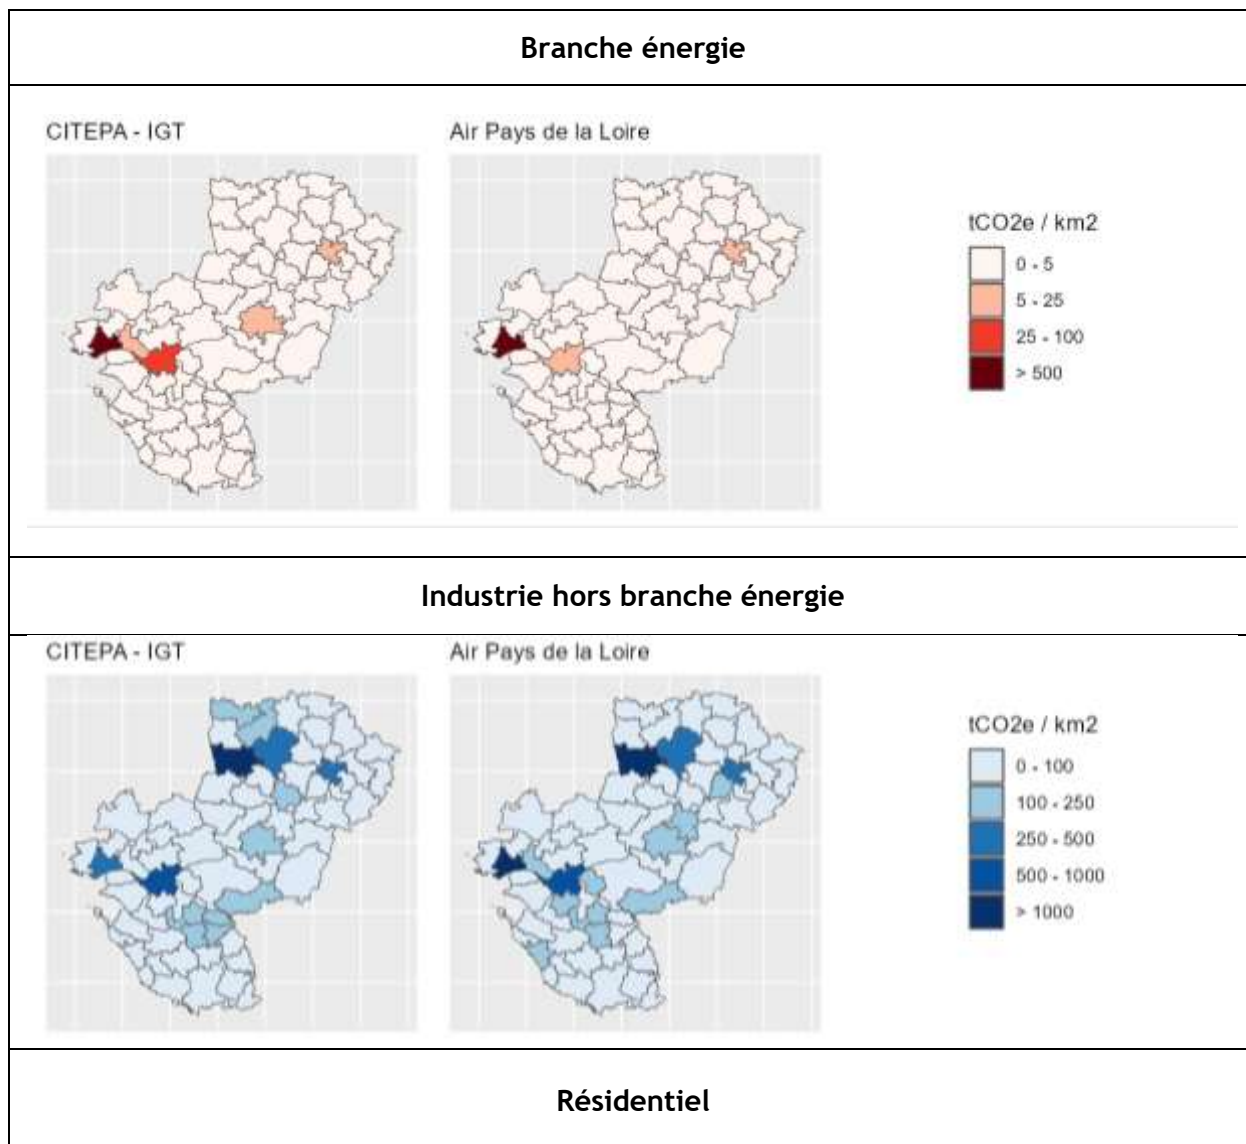 Branche énergie
CITEPA - IGT
Air Pays de la Loire
tCO2e / km2
0 - 5
5 - 25
25 - 100
> 500
Industrie hors branche énergie
CITEPA - IGT
Air Pays de la Loire
tCO2e / km2
0 - 100
100 - 250
250 - 500
500 - 1000
> 1000
Résidentiel